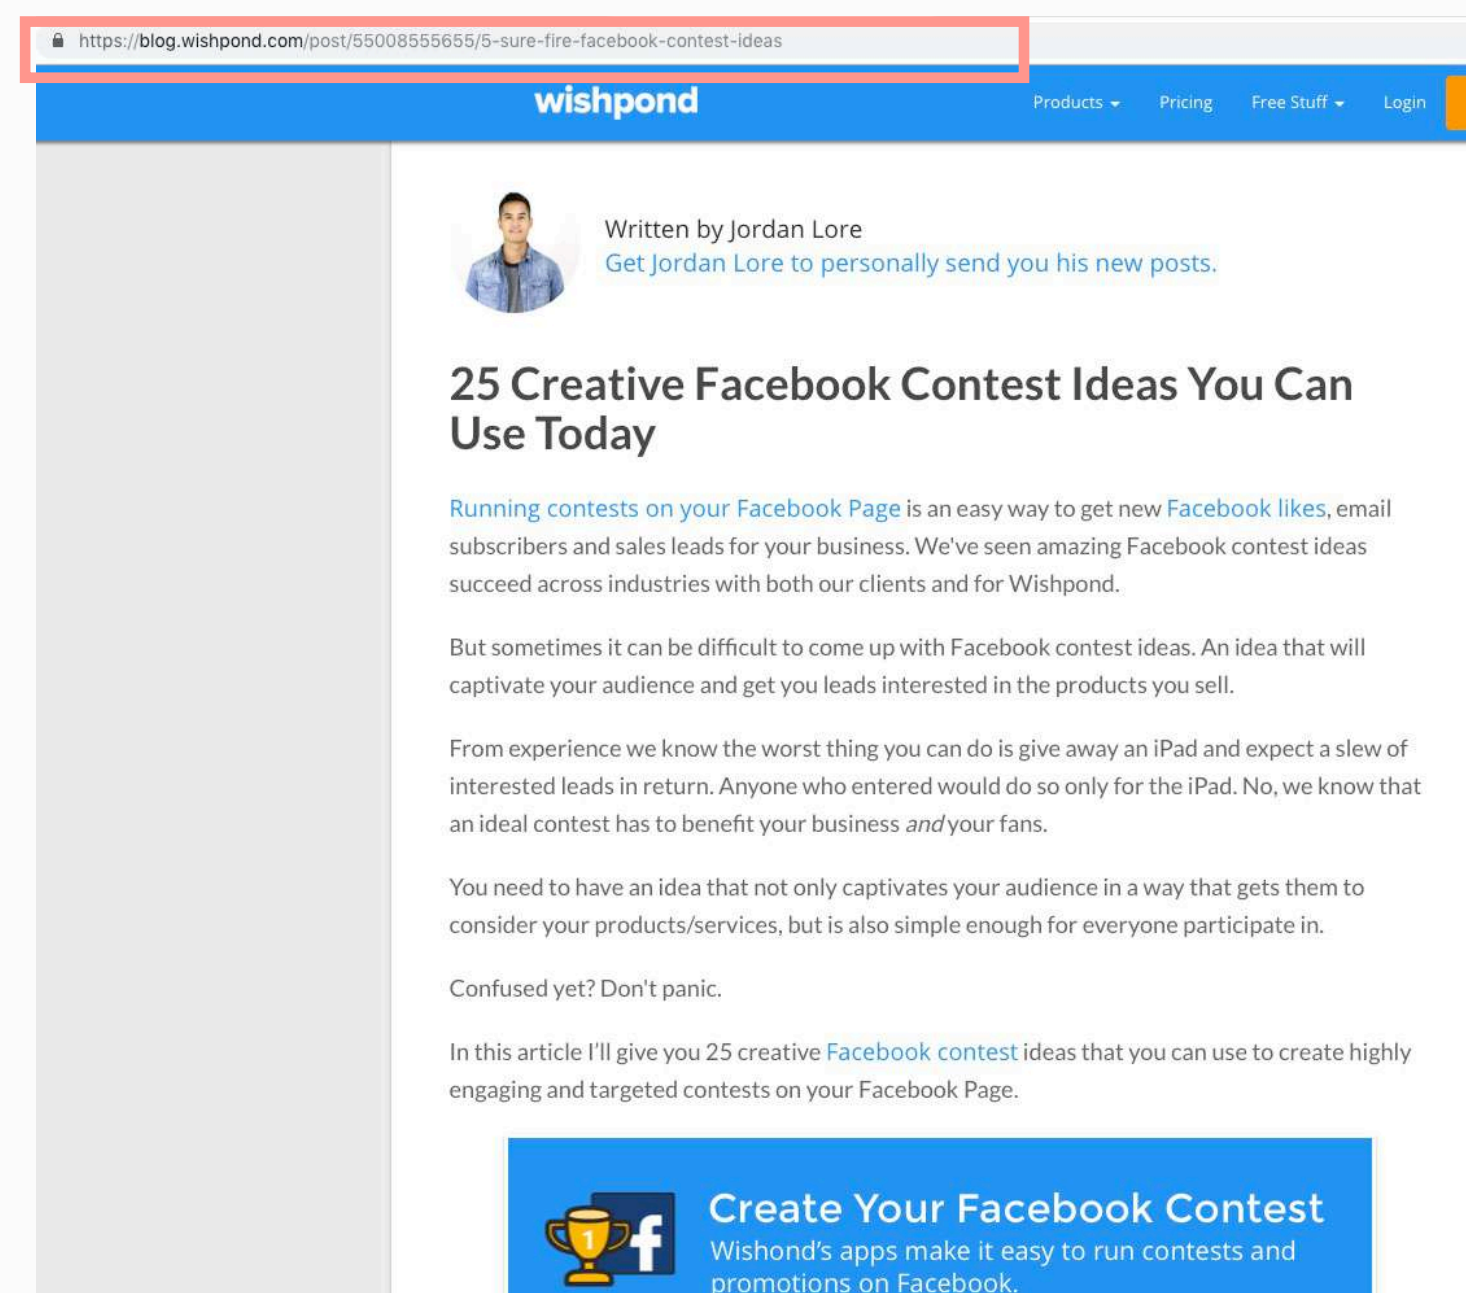 https://blog.wishpond.com/post/55008555655/5-sure-fire-facebook-contest-ideas
wishpond
Products Pricing Free Stuff Login
Written by Jordan Lore
Get Jordan Lore to personally send you his new posts.
25 Creative Facebook Contest Ideas You Can
Use Today
Running contests on your Facebook Page is an easy way to get new Facebook likes, email
subscribers and sales leads for your business. We've seen amazing Facebook contest ideas
succeed across industries with both our clients and for Wishpond.
But sometimes it can be difficult to come up with Facebook contest ideas. An idea that will
captivate your audience and get you leads interested in the products you sell.
From experience we know the worst thing you can do is give away an iPad and expect a slew of
interested leads in return. Anyone who entered would do so only for the iPad. No, we know that
an ideal contest has to benefit your business and your fans.
You need to have an idea that not only captivates your audience in a way that gets them to
consider your products/services, but is also simple enough for everyone participate in.
Confused yet? Don't panic.
In this article I'll give you 25 creative Facebook contest ideas that you can use to create highly
engaging and targeted contests on your Facebook Page.
1 f
Create Your Facebook Contest
Wishond's apps make it easy to run contests and
promotions on Facebook.